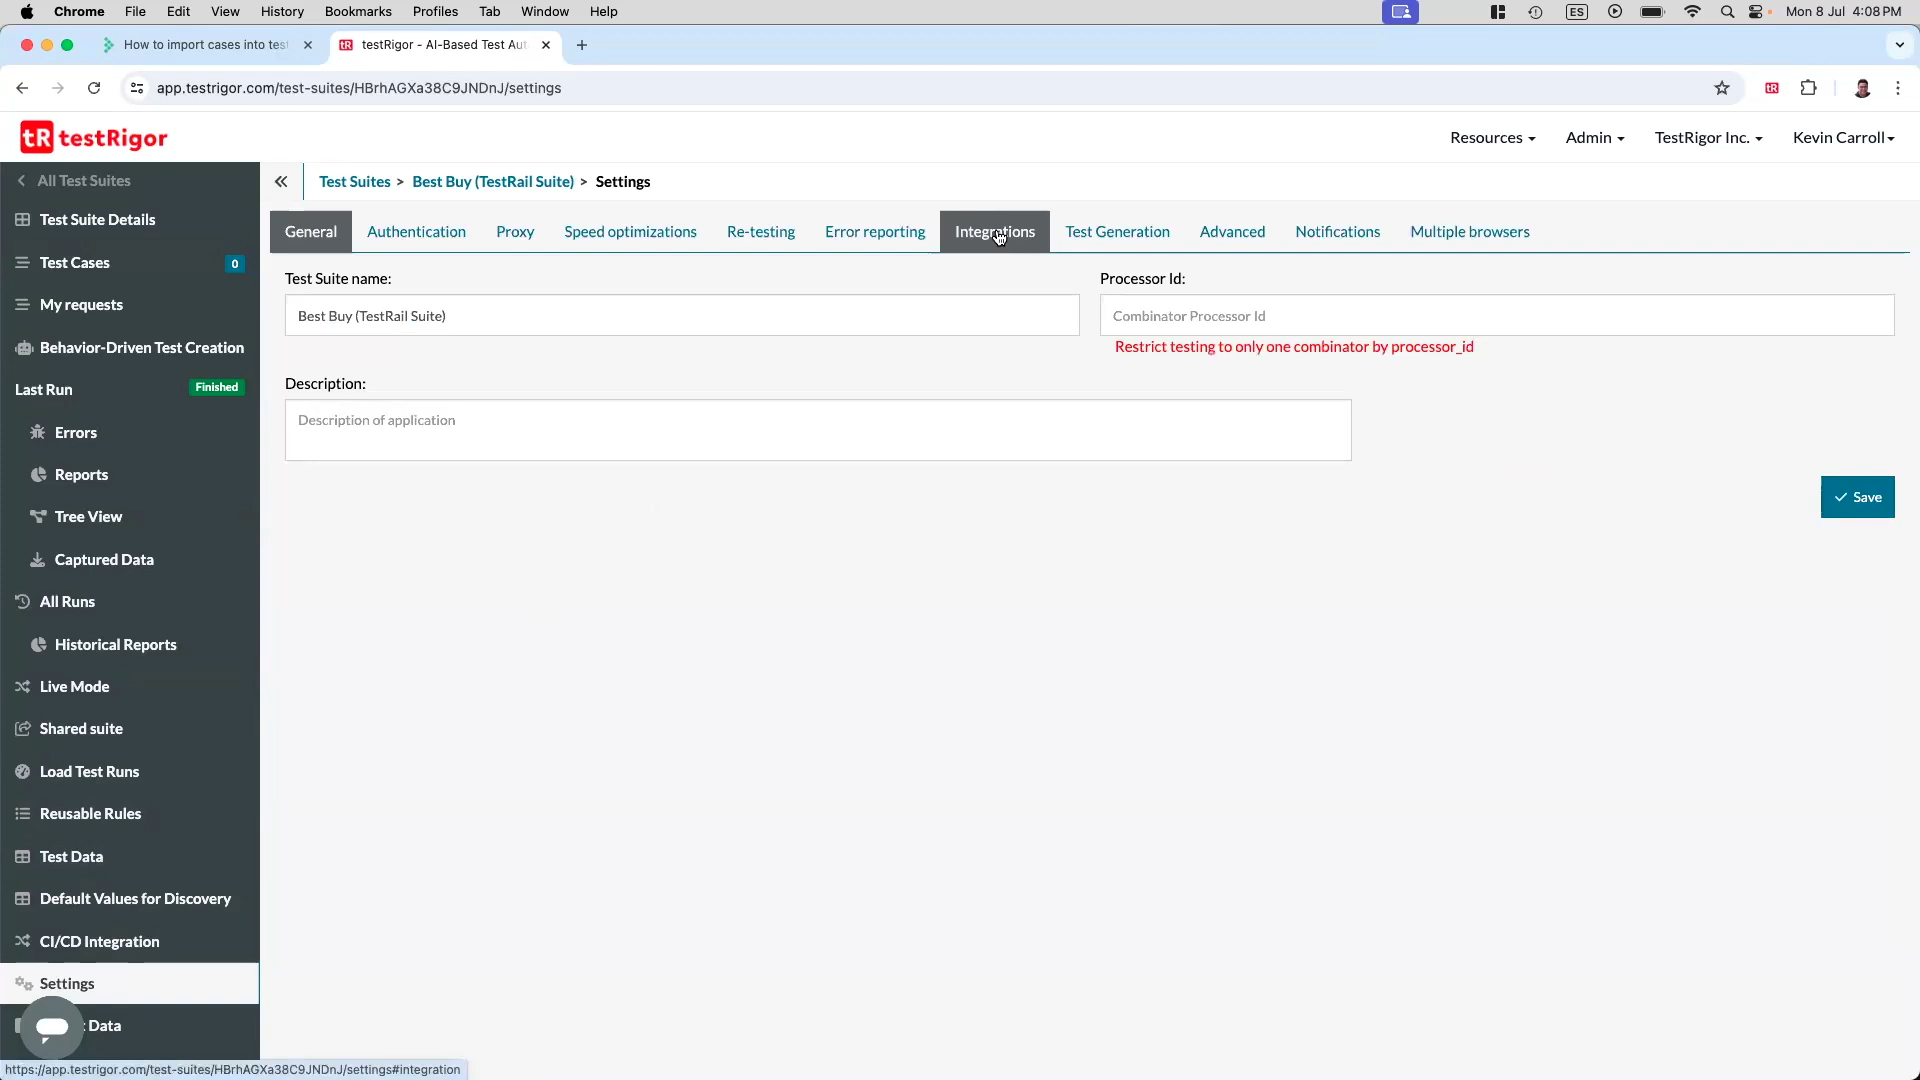 Chrome File Edit View History Bookmarks Profiles Tab Window Help ES Mon 8 Jul 4:08 PM
How to import cases into test tR testRigor - AI-Based Test Aut
app.testrigor.com/test-suites/HBrhAGXa38C9JNDnJ/settings tR
tR testRigor Resources Admin TestRigor Inc. Kevin Carroll
All Test Suites
Test Suites > Best Buy (TestRail Suite) > Settings
Test Suite Details
General Authentication Proxy Speed optimizations Re-testing Error reporting Integrations Test Generation Advanced Notifications Multiple browsers
Test Cases 0
Test Suite name: Processor Id:
My requests
Best Buy (TestRail Suite) Combinator Processor Id
Behavior-Driven Test Creation
Restrict testing to only one combinator by processor_id
Last Run Finished
Description:
Errors
Description of application
Reports
Save
Tree View
Captured Data
All Runs
Historical Reports
Live Mode
Shared suite
Load Test Runs
Reusable Rules
Test Data
Default Values for Discovery
CI/CD Integration
Settings
Data
https://app.testrigor.com/test-suites/HBrhAGXa38C9JNDnJ/settings#integration